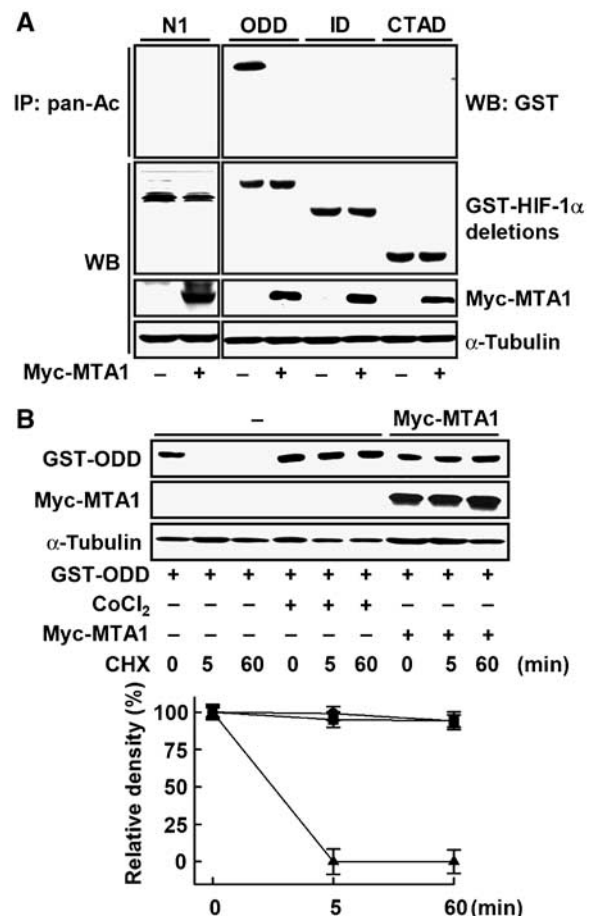 A
N1 ODD ID CTAD
IP: pan-Ac WB: GST
WB GST-HIF-1α deletions
Myc-MTA1
α-Tubulin
Myc-MTA1 – + – + – + – +
B
– Myc-MTA1
GST-ODD
Myc-MTA1
α-Tubulin
GST-ODD + + + + + + + + +
CoCl₂ – – – + + + – – –
Myc-MTA1 – – – – – – + + +
CHX 0 5 60 0 5 60 0 5 60 (min)
Relative density (%)
100
75
50
25
0
0 5 60 (min)